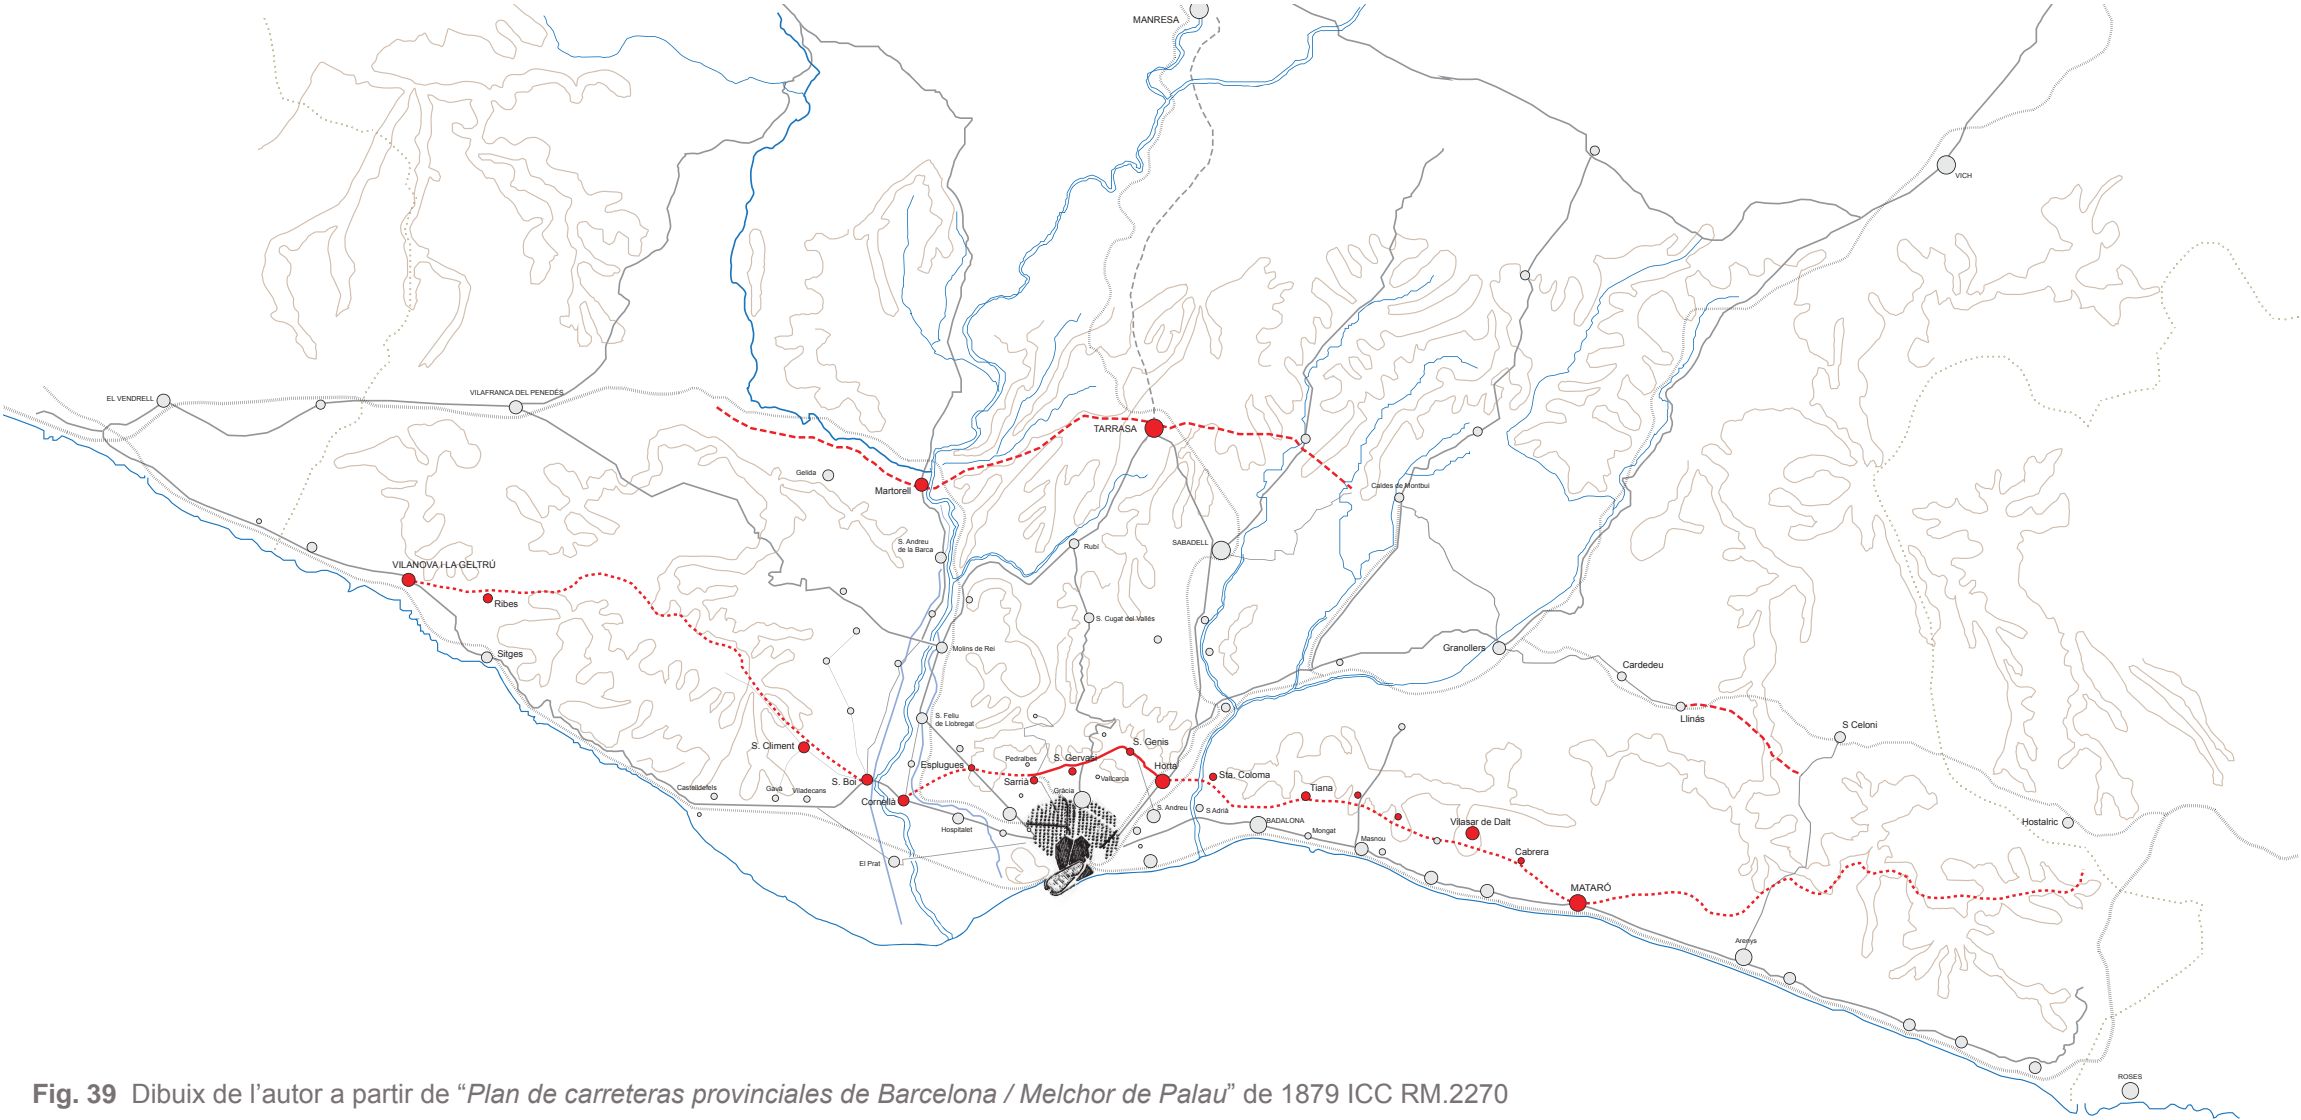 MANRESA
VICH
EL VENDRELL
VILAFRANCA DEL PENEDÉS
TARRASA
Gelida
Martorell
Caldes de Montbui
S. Andreu
de la Barca
Rubí
SABADELL
VILANOVA I LA GELTRÚ
Ribes
S. Cugat del Vallés
Sitges
Molins de Rei
Granollers
Cardedeu
Llinás
S Celoni
S. Feliu
de Llobregat
S. Climent
S. Genis
Pedralbes
S. Gervasi
Esplugues
Horta
Sarrià
Vallcarca
Sta. Coloma
S. Boi
Castelldefels
Gavà
Viladecans
Cornellà
Gràcia
Tiana
S. Andreu
S Adrià
BADALONA
Vilasar de Dalt
Hostalric
Hospitalet
Mongat
Masnou
Cabrera
El Prat
MATARÓ
Arenys
ROSES
Fig. 39 Dibuix de l’autor a partir de “Plan de carreteras provinciales de Barcelona / Melchor de Palau” de 1879 ICC RM.2270